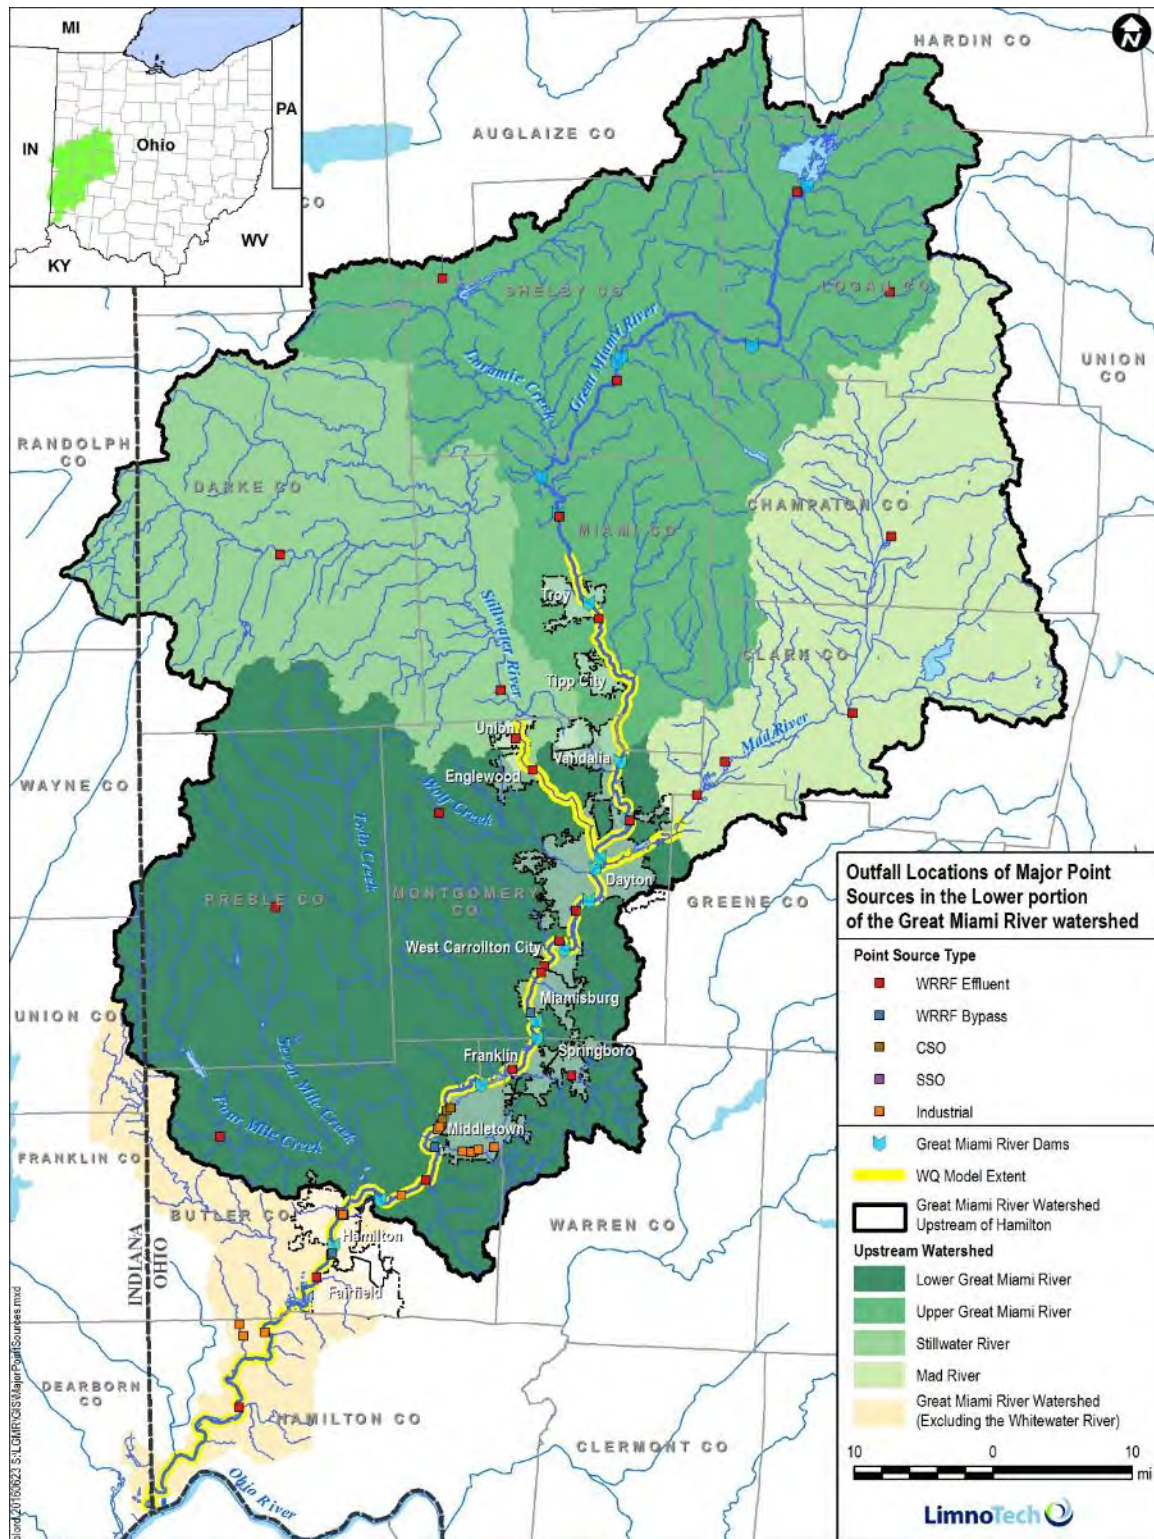 MI
PA
IN
Ohio
WV
KY
CO
N
HARDIN CO
AUGLAIZE CO
SHELBY CO
LOGAN CO
Great Miami River
Loramie Creek
UNION
CO
RANDOLPH
CO
DARKE CO
CHAMPAIGN CO
MIAMI CO
Troy
Stillwater River
CLARK CO
Tipp City
Union
Vandalia
Mad River
Englewood
WAYNE CO
Wolf Creek
Twin Creek
Dayton
PREBLE CO
MONTGOMERY
CO
GREENE CO
West Carrollton City
Miamisburg
UNION CO
Franklin
Springboro
Seven Mile Creek
Four Mile Creek
Middletown
FRANKLIN CO
BUTLER CO
WARREN CO
Hamilton
INDIANA
OHIO
Fairfield
DEARBORN
CO
HAMILTON CO
CLERMONT CO
Ohio River
Outfall Locations of Major Point
Sources in the Lower portion
of the Great Miami River watershed
Point Source Type
WRRF Effluent
WRRF Bypass
CSO
SSO
Industrial
Great Miami River Dams
WQ Model Extent
Great Miami River Watershed
Upstream of Hamilton
Upstream Watershed
Lower Great Miami River
Upper Great Miami River
Stillwater River
Mad River
Great Miami River Watershed
(Excluding the Whitewater River)
10 0 10
mi
LimnoTech
20160623 S:\LGMR\GIS\MajorPointSources.mxd